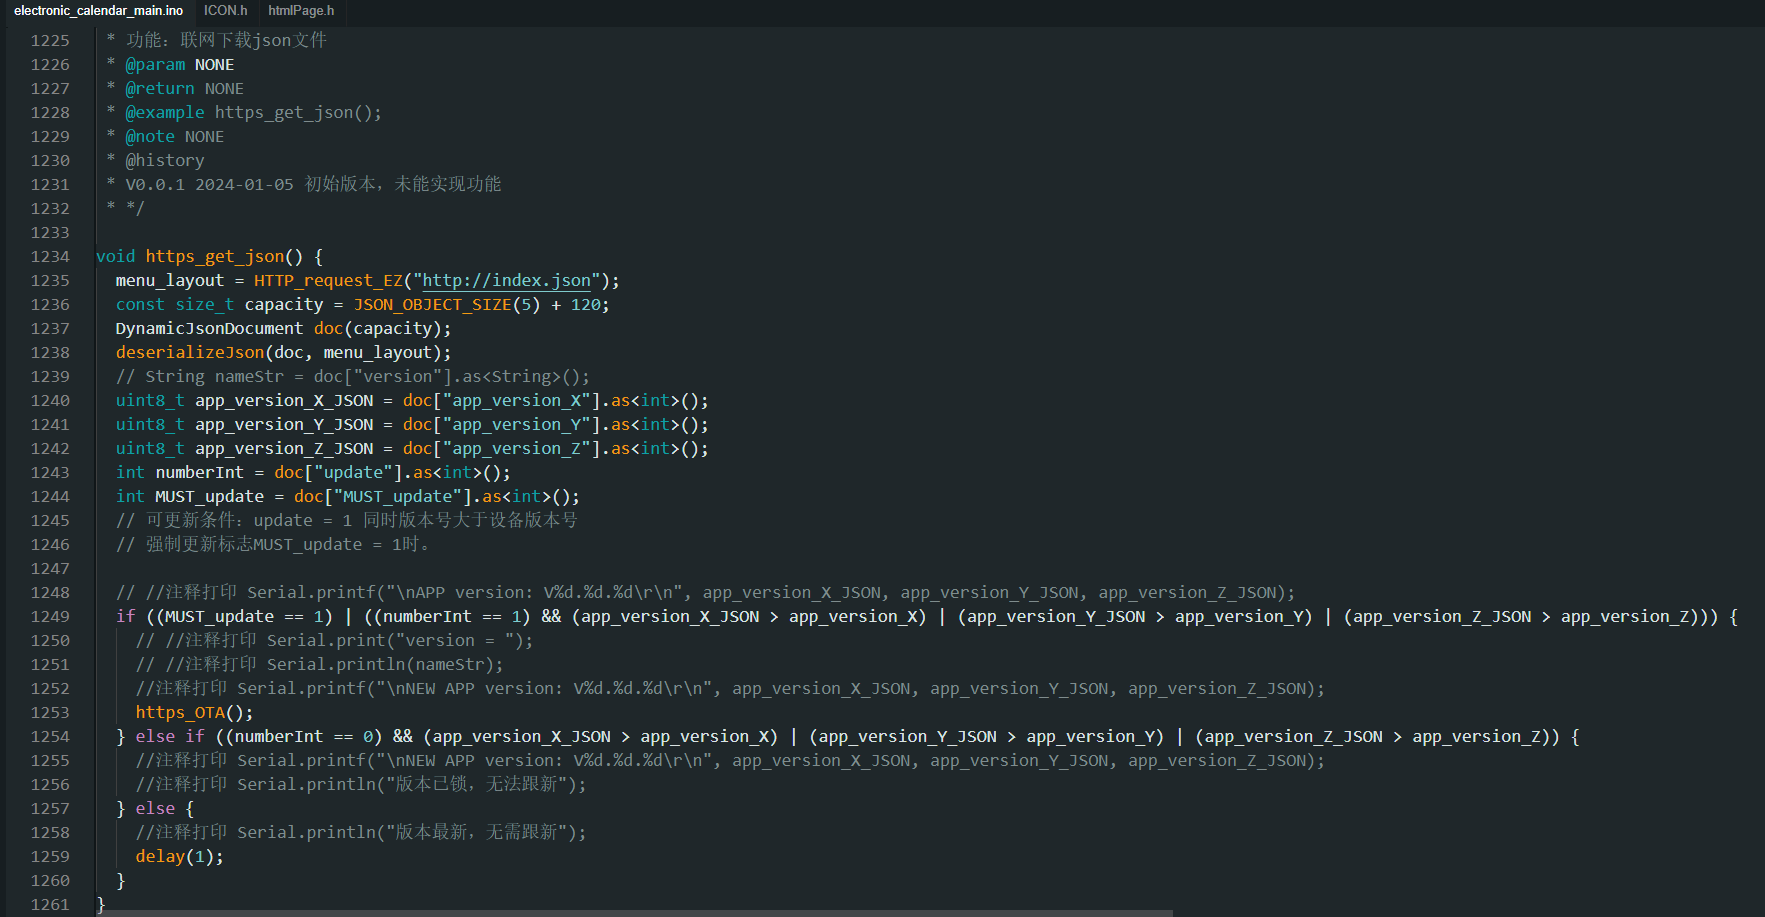 electronic_calendar_main.ino ICON.h htmlPage.h
1225 * 功能：联网下载json文件
1226 * @param NONE
1227 * @return NONE
1228 * @example https_get_json();
1229 * @note NONE
1230 * @history
1231 * V0.0.1 2024-01-05 初始版本，未能实现功能
1232 * */
1233
1234 void https_get_json() {
1235 menu_layout = HTTP_request_EZ("http://index.json");
1236 const size_t capacity = JSON_OBJECT_SIZE(5) + 120;
1237 DynamicJsonDocument doc(capacity);
1238 deserializeJson(doc, menu_layout);
1239 // String nameStr = doc["version"].as<String>();
1240 uint8_t app_version_X_JSON = doc["app_version_X"].as<int>();
1241 uint8_t app_version_Y_JSON = doc["app_version_Y"].as<int>();
1242 uint8_t app_version_Z_JSON = doc["app_version_Z"].as<int>();
1243 int numberInt = doc["update"].as<int>();
1244 int MUST_update = doc["MUST_update"].as<int>();
1245 // 可更新条件：update = 1 同时版本号大于设备版本号
1246 // 强制更新标志MUST_update = 1时。
1247
1248 // //注释打印 Serial.printf("\nAPP version: V%d.%d.%d\r\n", app_version_X_JSON, app_version_Y_JSON, app_version_Z_JSON);
1249 if ((MUST_update == 1) | ((numberInt == 1) && (app_version_X_JSON > app_version_X) | (app_version_Y_JSON > app_version_Y) | (app_version_Z_JSON > app_version_Z))) {
1250 // //注释打印 Serial.print("version = ");
1251 // //注释打印 Serial.println(nameStr);
1252 //注释打印 Serial.printf("\nNEW APP version: V%d.%d.%d\r\n", app_version_X_JSON, app_version_Y_JSON, app_version_Z_JSON);
1253 https_OTA();
1254 } else if ((numberInt == 0) && (app_version_X_JSON > app_version_X) | (app_version_Y_JSON > app_version_Y) | (app_version_Z_JSON > app_version_Z)) {
1255 //注释打印 Serial.printf("\nNEW APP version: V%d.%d.%d\r\n", app_version_X_JSON, app_version_Y_JSON, app_version_Z_JSON);
1256 //注释打印 Serial.println("版本已锁，无法跟新");
1257 } else {
1258 //注释打印 Serial.println("版本最新，无需跟新");
1259 delay(1);
1260 }
1261 }